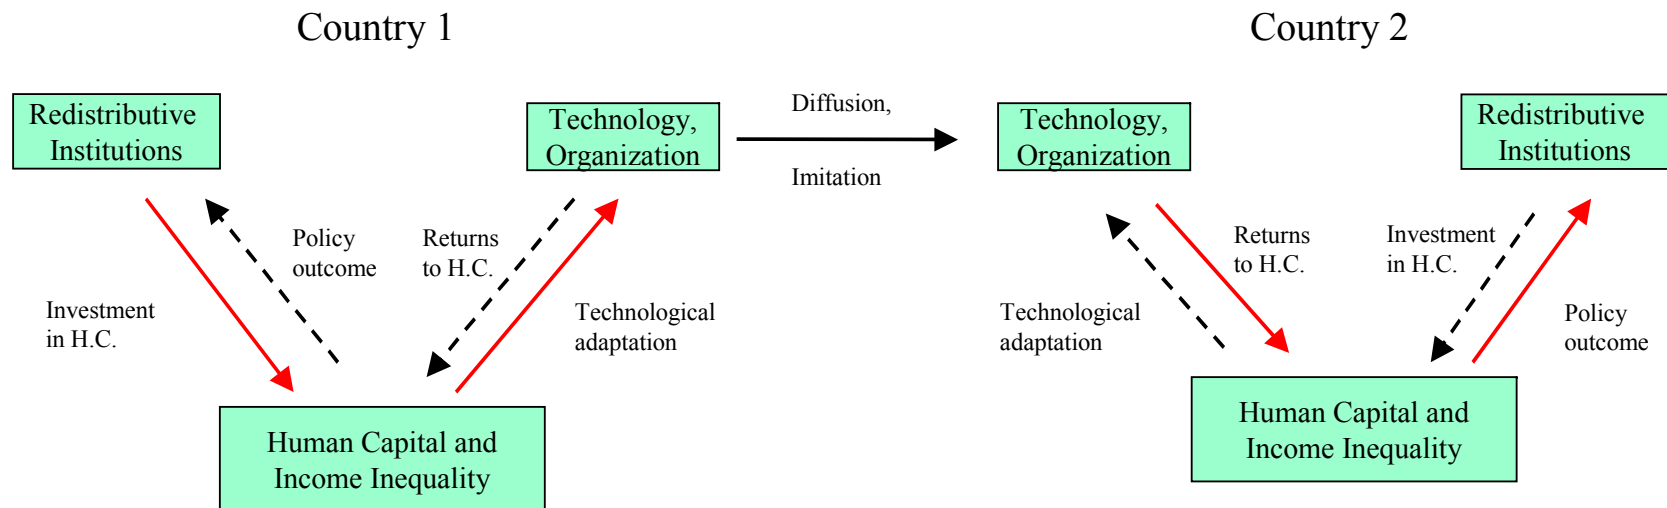 Country 1
Country 2
Redistributive
Institutions
Technology,
Organization
Diffusion,
Imitation
Technology,
Organization
Redistributive
Institutions
Investment
in H.C.
Policy
outcome
Returns
to H.C.
Technological
adaptation
Technological
adaptation
Returns
to H.C.
Investment
in H.C.
Policy
outcome
Human Capital and
Income Inequality
Human Capital and
Income Inequality